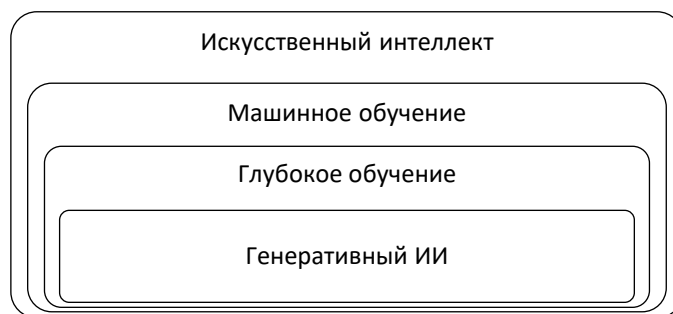 Искусственный интеллект
Машинное обучение
Глубокое обучение
Генеративный ИИ